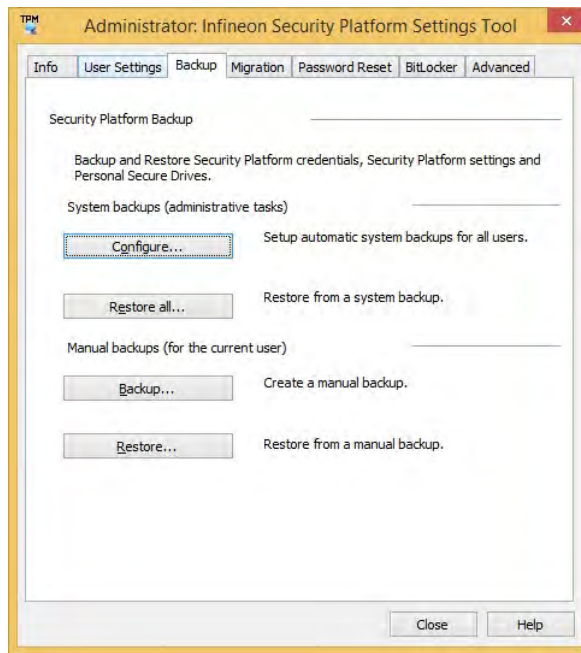 TPM
Administrator: Infineon Security Platform Settings Tool
Info User Settings Backup Migration Password Reset BitLocker Advanced
Security Platform Backup
Backup and Restore Security Platform credentials, Security Platform settings and
Personal Secure Drives.
System backups (administrative tasks)
Configure... Setup automatic system backups for all users.
Restore all... Restore from a system backup.
Manual backups (for the current user)
Backup... Create a manual backup.
Restore... Restore from a manual backup.
Close Help